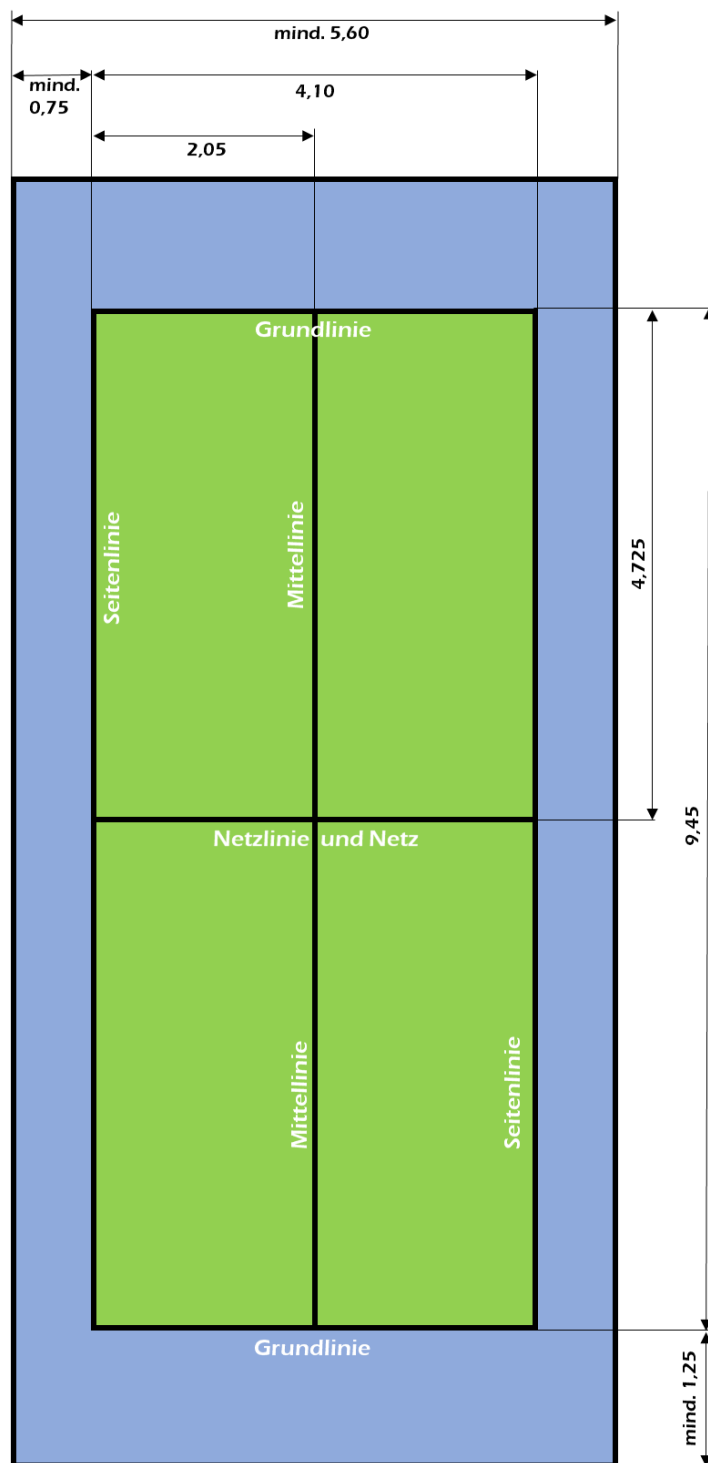 mind. 5,60
mind.
0,75
4,10
2,05
Grundlinie
Seitenlinie
Mittellinie
4,725
9,45
Netzlinie und Netz
Mittellinie
Seitenlinie
Grundlinie
mind. 1,25